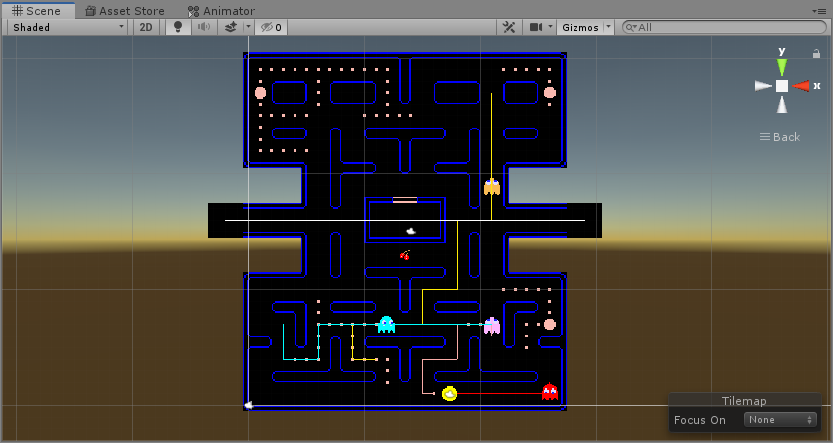 Scene Asset Store Animator
Shaded 2D 0 Gizmos All
y
x
Back
Tilemap
Focus On None